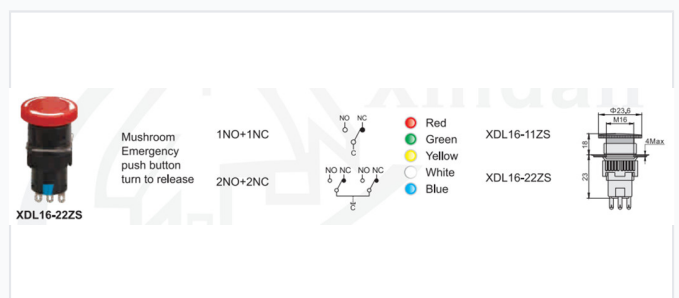 Xindali
XDL16-22ZS
Mushroom
Emergency
push button
turn to release
1NO+1NC
2NO+2NC
NO NC
C
NO NC NO NC
C
Red
Green
Yellow
White
Blue
XDL16-11ZS
XDL16-22ZS
Φ23,6
M16
18
4Max
23